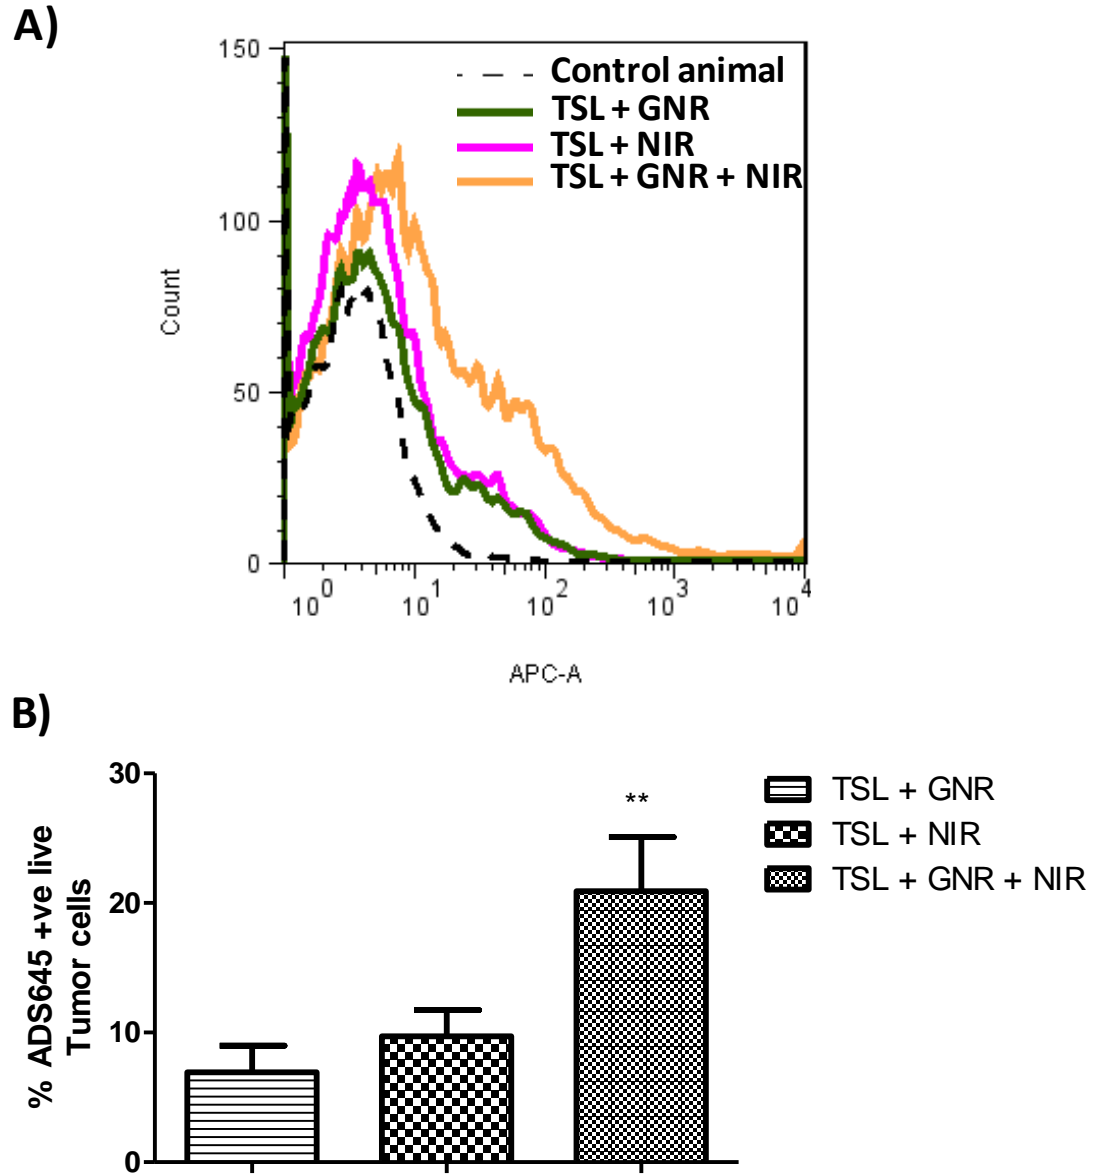 A)
150
100
50
0
Count
Control animal
TSL + GNR
TSL + NIR
TSL + GNR + NIR
10^0 10^1 10^2 10^3 10^4
APC-A
B)
30
20
10
0
% ADS645 +ve live
Tumor cells
**
TSL + GNR
TSL + NIR
TSL + GNR + NIR